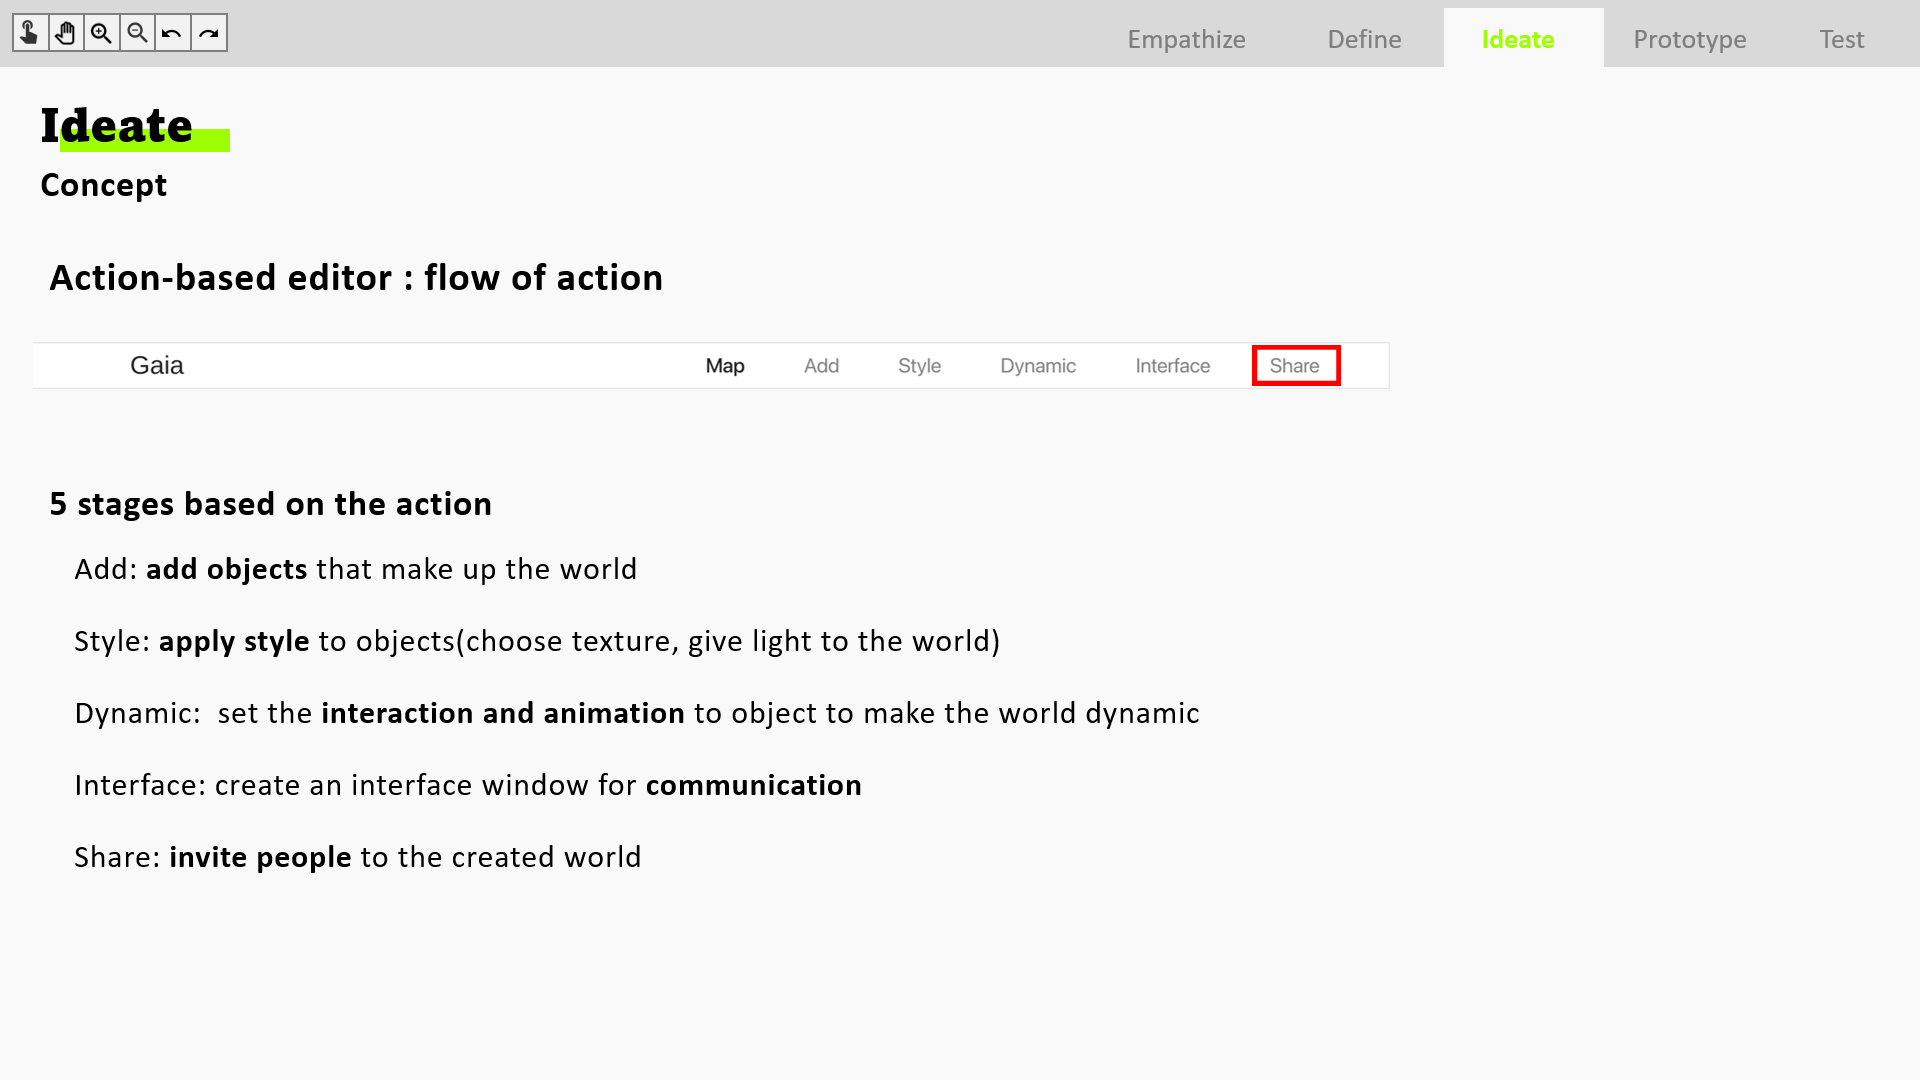 Empathize Define Ideate Prototype Test
Ideate
Concept
Action-based editor : flow of action
Gaia Map Add Style Dynamic Interface Share
5 stages based on the action
Add: add objects that make up the world
Style: apply style to objects(choose texture, give light to the world)
Dynamic:  set the interaction and animation to object to make the world dynamic
Interface: create an interface window for communication
Share: invite people to the created world